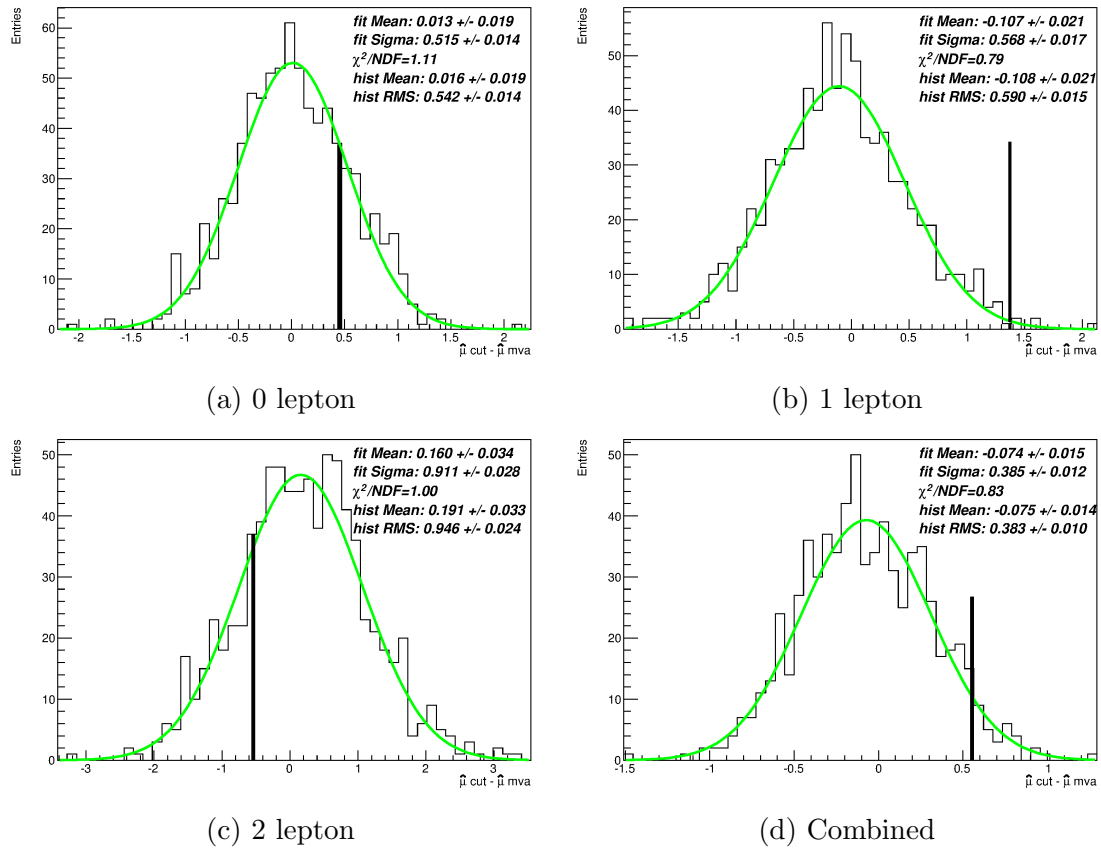 Entries
60
50
40
30
20
10
0
-2
-1.5
-1
-0.5
0
0.5
1
1.5
2
μ̂ cut - μ̂ mva
fit Mean: 0.013 +/- 0.019
fit Sigma: 0.515 +/- 0.014
χ²/NDF=1.11
hist Mean: 0.016 +/- 0.019
hist RMS: 0.542 +/- 0.014
(a) 0 lepton
Entries
50
40
30
20
10
0
-1.5
-1
-0.5
0
0.5
1
1.5
2
μ̂ cut - μ̂ mva
fit Mean: -0.107 +/- 0.021
fit Sigma: 0.568 +/- 0.017
χ²/NDF=0.79
hist Mean: -0.108 +/- 0.021
hist RMS: 0.590 +/- 0.015
(b) 1 lepton
Entries
50
40
30
20
10
0
-3
-2
-1
0
1
2
3
μ̂ cut - μ̂ mva
fit Mean: 0.160 +/- 0.034
fit Sigma: 0.911 +/- 0.028
χ²/NDF=1.00
hist Mean: 0.191 +/- 0.033
hist RMS: 0.946 +/- 0.024
(c) 2 lepton
Entries
50
40
30
20
10
0
-1.5
-1
-0.5
0
0.5
1
μ̂ cut - μ̂ mva
fit Mean: -0.074 +/- 0.015
fit Sigma: 0.385 +/- 0.012
χ²/NDF=0.83
hist Mean: -0.075 +/- 0.014
hist RMS: 0.383 +/- 0.010
(d) Combined